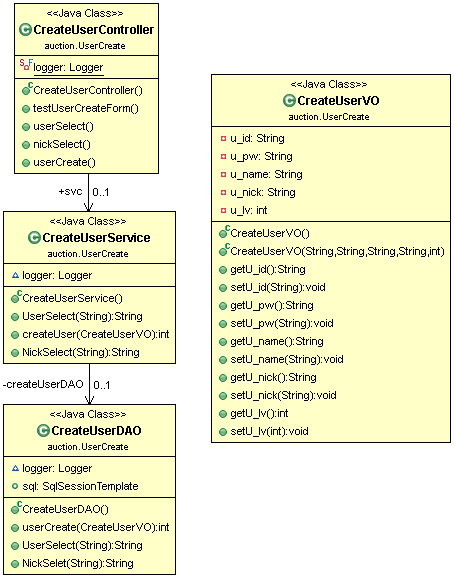 <<Java Class>>
CreateUserController
auction.UserCreate
logger: Logger
CreateUserController()
testUserCreateForm()
userSelect()
nickSelect()
userCreate()
+svc 0..1
<<Java Class>>
CreateUserService
auction.UserCreate
logger: Logger
CreateUserService()
UserSelect(String):String
createUser(CreateUserVO):int
NickSelect(String):String
-createUserDAO 0..1
<<Java Class>>
CreateUserDAO
auction.UserCreate
logger: Logger
sql: SqlSessionTemplate
CreateUserDAO()
userCreate(CreateUserVO):int
UserSelect(String):String
NickSelet(String):String
<<Java Class>>
CreateUserVO
auction.UserCreate
u_id: String
u_pw: String
u_name: String
u_nick: String
u_lv: int
CreateUserVO()
CreateUserVO(String,String,String,String,int)
getU_id():String
setU_id(String):void
getU_pw():String
setU_pw(String):void
getU_name():String
setU_name(String):void
getU_nick():String
setU_nick(String):void
getU_lv():int
setU_lv(int):void